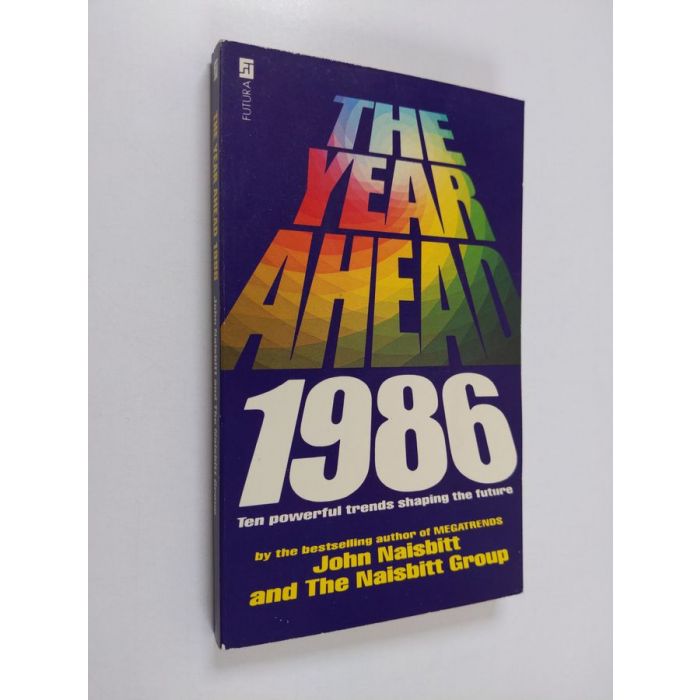 FUTURA
THE
YEAR
AHEAD
1986
Ten powerful trends shaping the future
by the bestselling author of MEGATRENDS
John Naisbitt
and The Naisbitt Group
THE YEAR AHEAD 1986 John Naisbitt and The Naisbitt Group